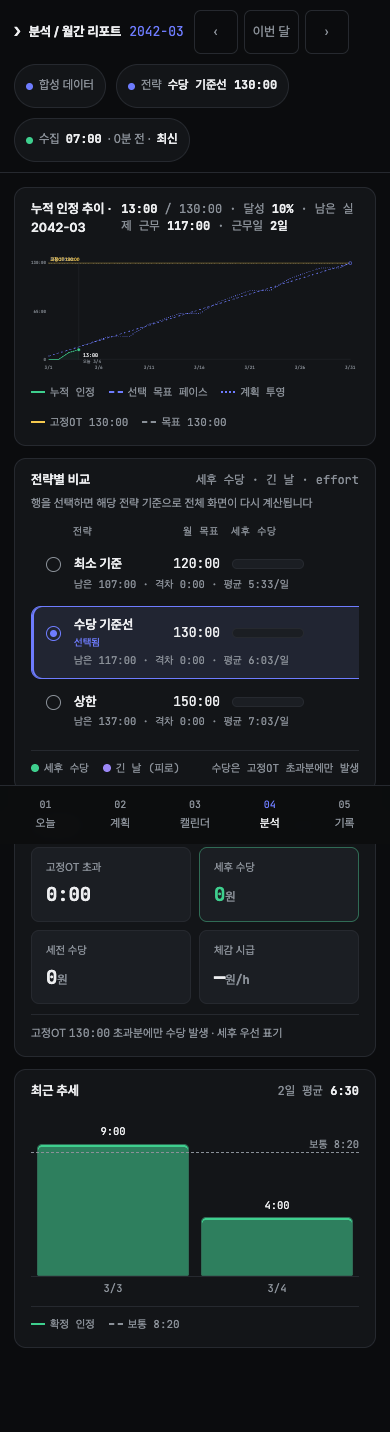 › 분석 / 월간 리포트 2042-03 ‹ 이번 달 ›
합성 데이터 전략 수당 기준선 130:00
수집 07:00 · 0분 전 · 최신
누적 인정 추이 · 2042-03
13:00 / 130:00 · 달성 10% · 남은 실제 근무 117:00 · 근무일 2일
130:00
65:00
0
13:00
오늘 3/4
3/1 3/6 3/11 3/16 3/21 3/26 3/31
누적 인정 선택 목표 페이스 계획 투영
고정OT 130:00 목표 130:00
전략별 비교 세후 수당 · 긴 날 · effort
행을 선택하면 해당 전략 기준으로 전체 화면이 다시 계산됩니다
전략 월 목표 세후 수당
최소 기준 120:00
남은 107:00 · 격차 0:00 · 평균 5:33/일
수당 기준선 130:00
선택됨
남은 117:00 · 격차 0:00 · 평균 6:03/일
상한 150:00
남은 137:00 · 격차 0:00 · 평균 7:03/일
세후 수당 긴 날 (피로) 수당은 고정OT 초과분에만 발생
01 02 03 04 05
오늘 계획 캘린더 분석 기록
고정OT 초과 세후 수당
0:00 0원
세전 수당 체감 시급
0원 —원/h
고정OT 130:00 초과분에만 수당 발생 · 세후 우선 표기
최근 추세 2일 평균 6:30
9:00
보통 8:20
4:00
3/3 3/4
확정 인정 보통 8:20